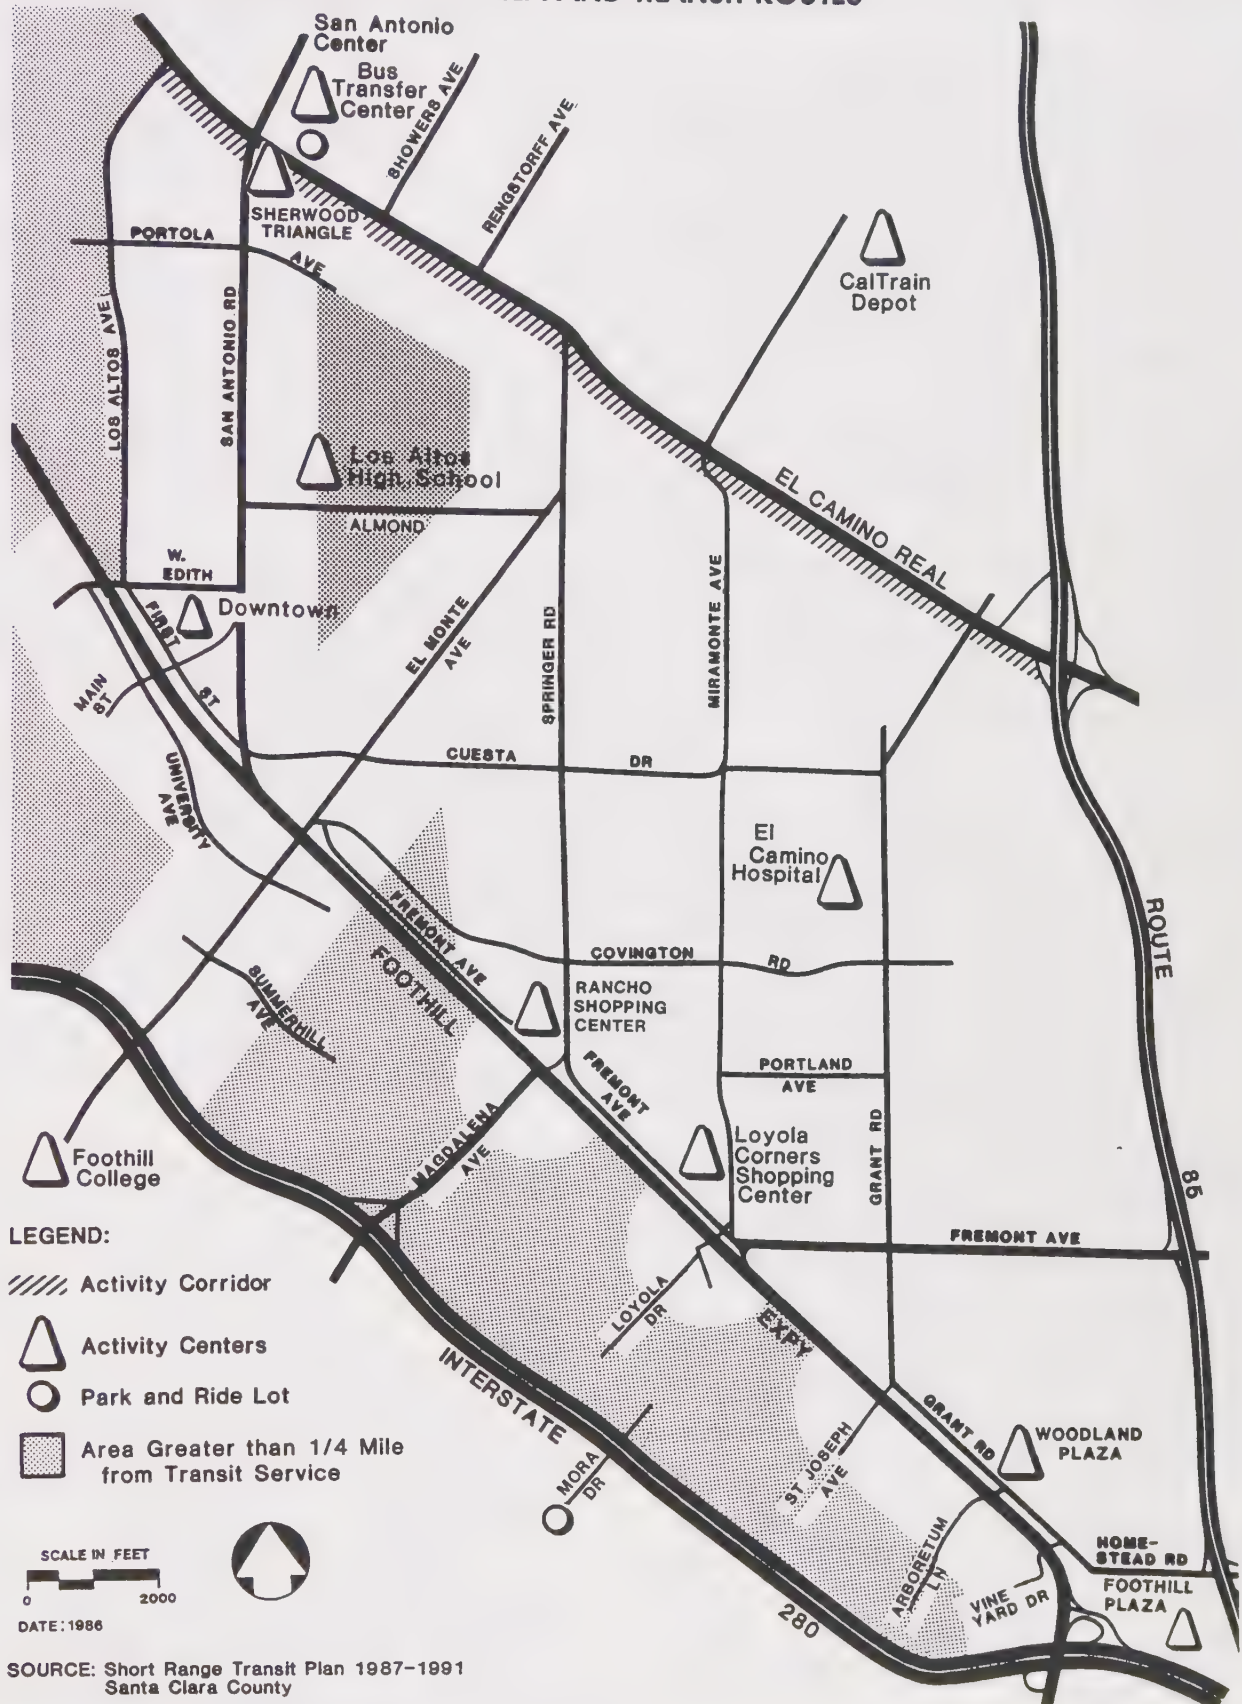 San Antonio
Center
Bus
Transfer
Center
SHOWERS AVE
RENGSTORFF AVE
SHERWOOD
TRIANGLE
PORTOLA
AVE
CalTrain
Depot
LOS ALTOS AVE
SAN ANTONIO RD
Los Altos
High School
ALMOND
EL CAMINO REAL
W.
EDITH
Downtown
FIRST
ST
MAIN
ST
EL MONTE
AVE
SPRINGER RD
MIRAMONTE AVE
CUESTA
DR
UNIVERSITY
AVE
El
Camino
Hospital
FREMONT AVE
FOOTHILL
COVINGTON
RD
ROUTE
SUMMERHILL
AVE
RANCHO
SHOPPING
CENTER
FREMONT
AVE
PORTLAND
AVE
MAGDALENA
AVE
GRANT RD
Foothill
College
Loyola
Corners
Shopping
Center
85
FREMONT AVE
LEGEND:
Activity Corridor
Activity Centers
Park and Ride Lot
Area Greater than 1/4 Mile
from Transit Service
LOYOLA
DR
EXPY
INTERSTATE
MORA
DR
ST JOSEPH
AVE
GRANT RD
WOODLAND
PLAZA
ARBORETUM
LN
VINE
YARD DR
HOME-
STEAD RD
FOOTHILL
PLAZA
280
SCALE IN FEET
0 2000
DATE:1986
SOURCE: Short Range Transit Plan 1987-1991
Santa Clara County